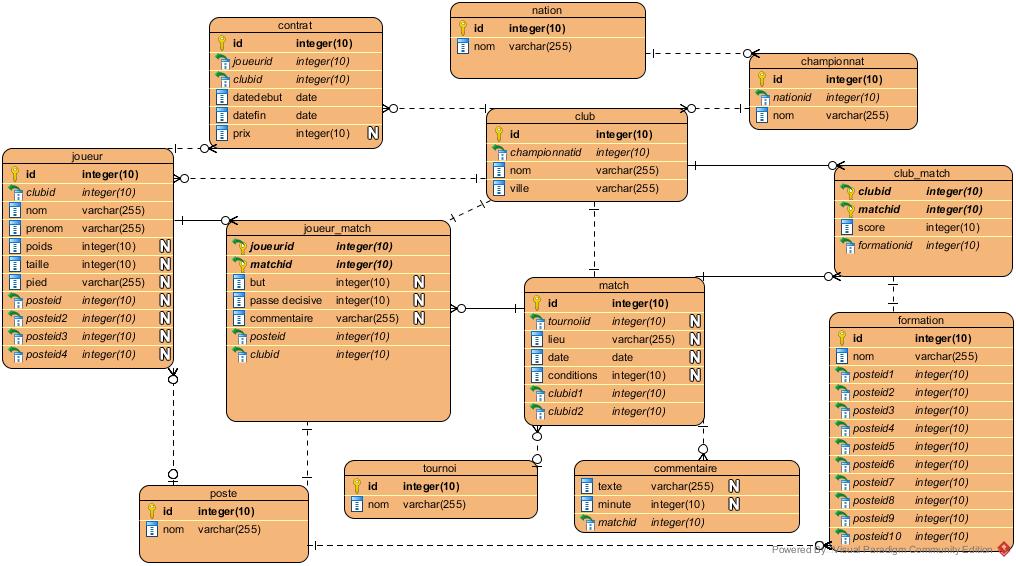 contrat
id integer(10)
joueurid integer(10)
clubid integer(10)
datedebut date
datefin date
prix integer(10) N
nation
id integer(10)
nom varchar(255)
championnat
id integer(10)
nationid integer(10)
nom varchar(255)
club
id integer(10)
championnatid integer(10)
nom varchar(255)
ville varchar(255)
joueur
id integer(10)
clubid integer(10)
nom varchar(255)
prenom varchar(255)
poids integer(10) N
taille integer(10) N
pied varchar(255) N
posteid integer(10) N
posteid2 integer(10) N
posteid3 integer(10) N
posteid4 integer(10) N
joueur_match
joueurid integer(10)
matchid integer(10)
but integer(10) N
passe decisive integer(10) N
commentaire varchar(255) N
posteid integer(10)
clubid integer(10)
club_match
clubid integer(10)
matchid integer(10)
score integer(10)
formationid integer(10)
match
id integer(10)
tournoiid integer(10) N
lieu varchar(255) N
date date N
conditions integer(10) N
clubid1 integer(10)
clubid2 integer(10)
formation
id integer(10)
nom varchar(255)
posteid1 integer(10)
posteid2 integer(10)
posteid3 integer(10)
posteid4 integer(10)
posteid5 integer(10)
posteid6 integer(10)
posteid7 integer(10)
posteid8 integer(10)
posteid9 integer(10)
posteid10 integer(10)
tournoi
id integer(10)
nom varchar(255)
commentaire
texte varchar(255) N
minute integer(10) N
matchid integer(10)
poste
id integer(10)
nom varchar(255)
Powered By Visual Paradigm Community Edition